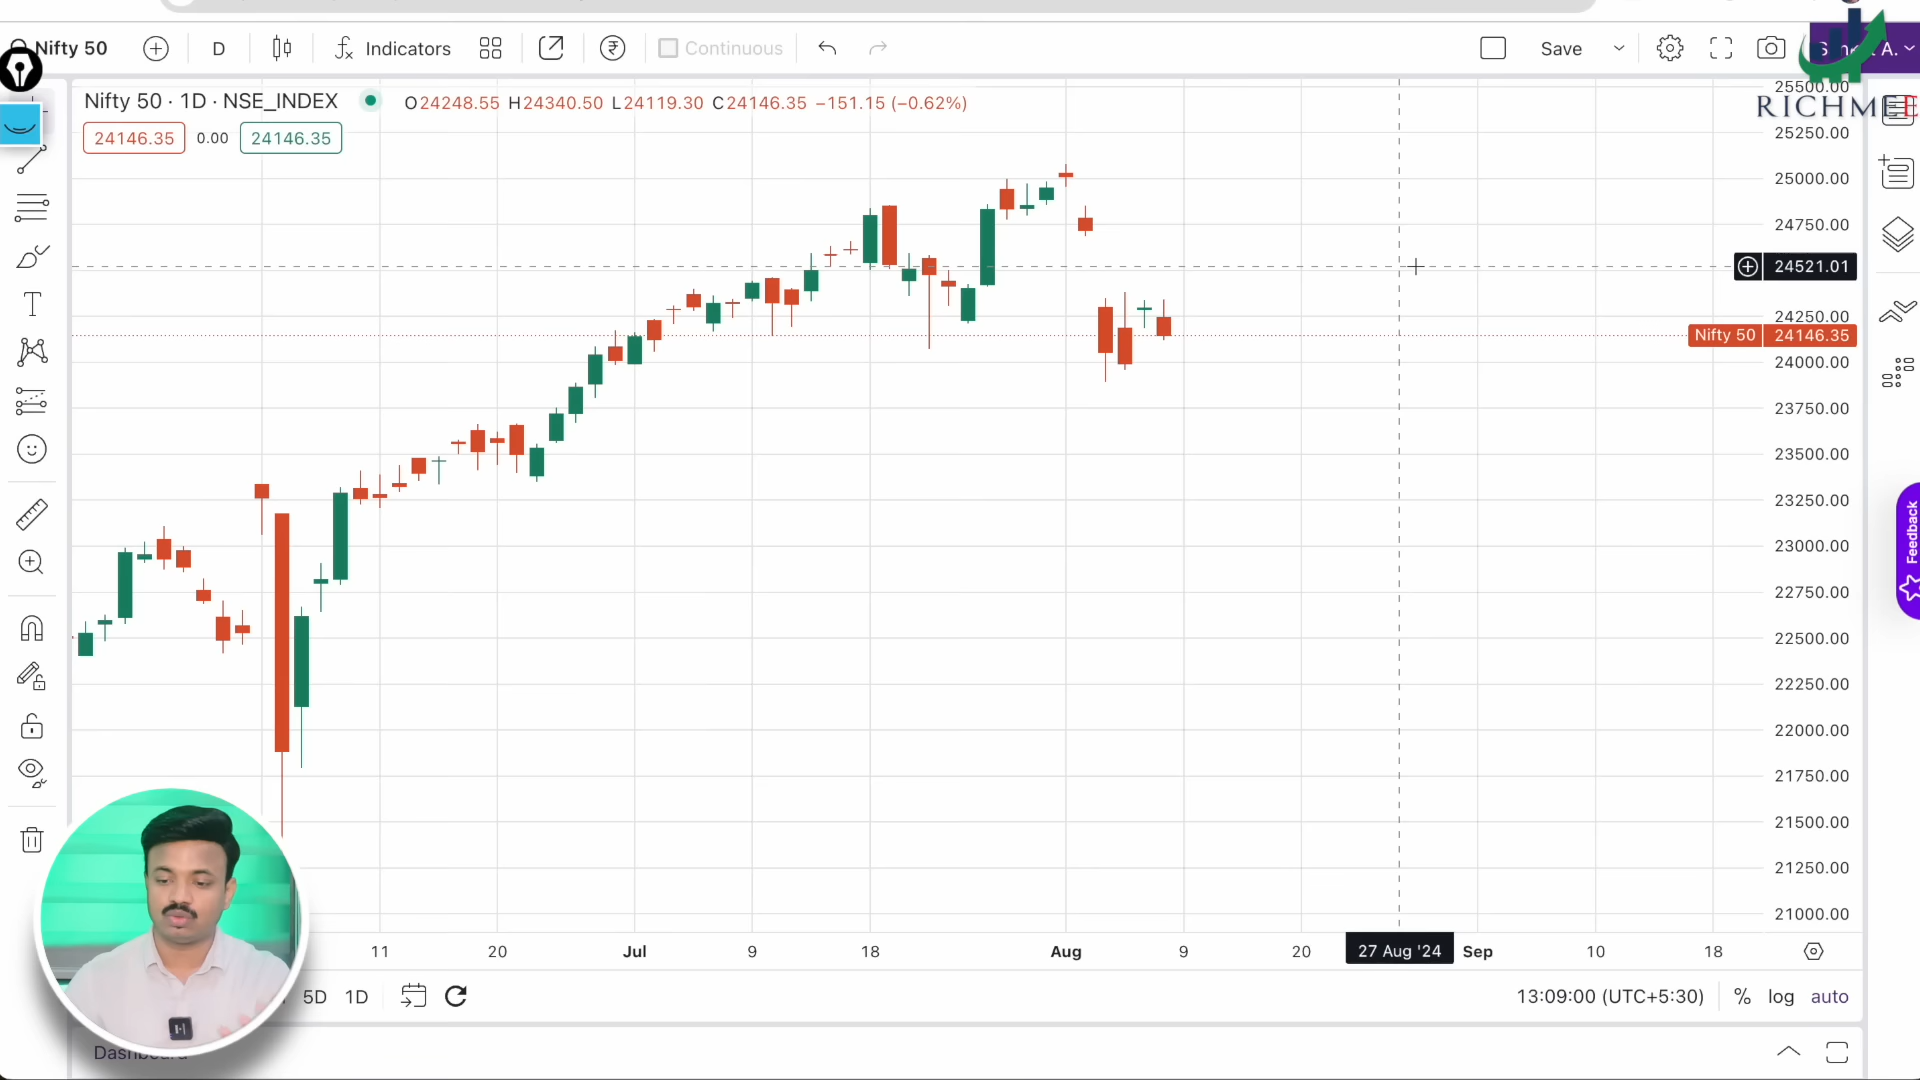 Nifty 50
D
Indicators
Continuous
Save
A.
RICHMEE
Nifty 50 · 1D · NSE_INDEX
O24248.55 H24340.50 L24119.30 C24146.35 −151.15 (−0.62%)
24146.35
0.00
24146.35
25500.00
25250.00
25000.00
24750.00
24521.01
24250.00
Nifty 50 24146.35
24000.00
23750.00
23500.00
23250.00
23000.00
22750.00
22500.00
22250.00
22000.00
21750.00
21500.00
21250.00
21000.00
Feedback
11
20
Jul
9
18
Aug
9
20
27 Aug '24
Sep
10
18
5D
1D
13:09:00 (UTC+5:30)
%
log
auto